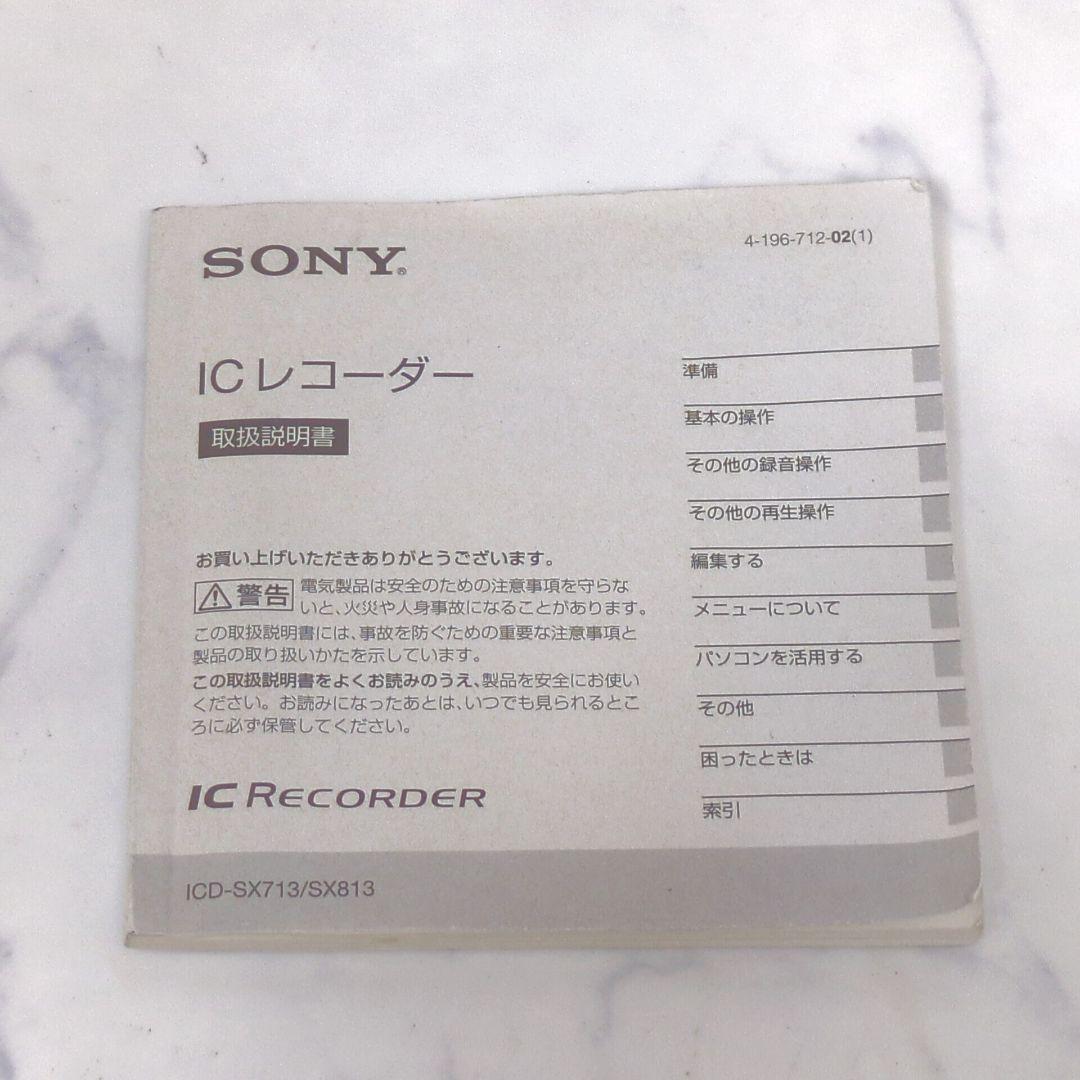 SONY®
4-196-712-02(1)
ICレコーダー
取扱説明書
お買い上げいただきありがとうございます。
警告 電気製品は安全のための注意事項を守らな
いと、火災や人身事故になることがあります。
この取扱説明書には、事故を防ぐための重要な注意事項と
製品の取り扱いかたを示しています。
この取扱説明書をよくお読みのうえ、製品を安全にお使い
ください。お読みになったあとは、いつでも見られるとこ
ろに必ず保管してください。
IC RECORDER
ICD-SX713/SX813
準備
基本の操作
その他の録音操作
その他の再生操作
編集する
メニューについて
パソコンを活用する
その他
困ったときは
索引